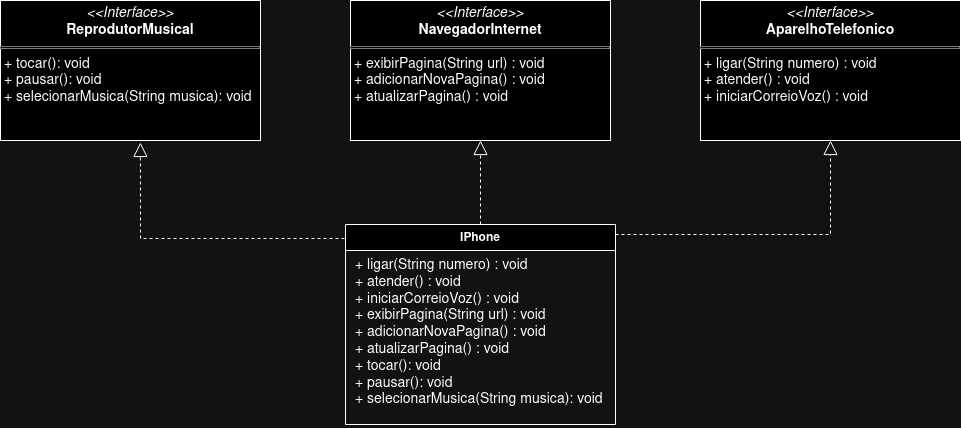 <<Interface>>
ReprodutorMusical
+ tocar(): void
+ pausar(): void
+ selecionarMusica(String musica): void
<<Interface>>
NavegadorInternet
+ exibirPagina(String url) : void
+ adicionarNovaPagina() : void
+ atualizarPagina() : void
<<Interface>>
AparelhoTelefonico
+ ligar(String numero) : void
+ atender() : void
+ iniciarCorreioVoz() : void
IPhone
+ ligar(String numero) : void
+ atender() : void
+ iniciarCorreioVoz() : void
+ exibirPagina(String url) : void
+ adicionarNovaPagina() : void
+ atualizarPagina() : void
+ tocar(): void
+ pausar(): void
+ selecionarMusica(String musica): void